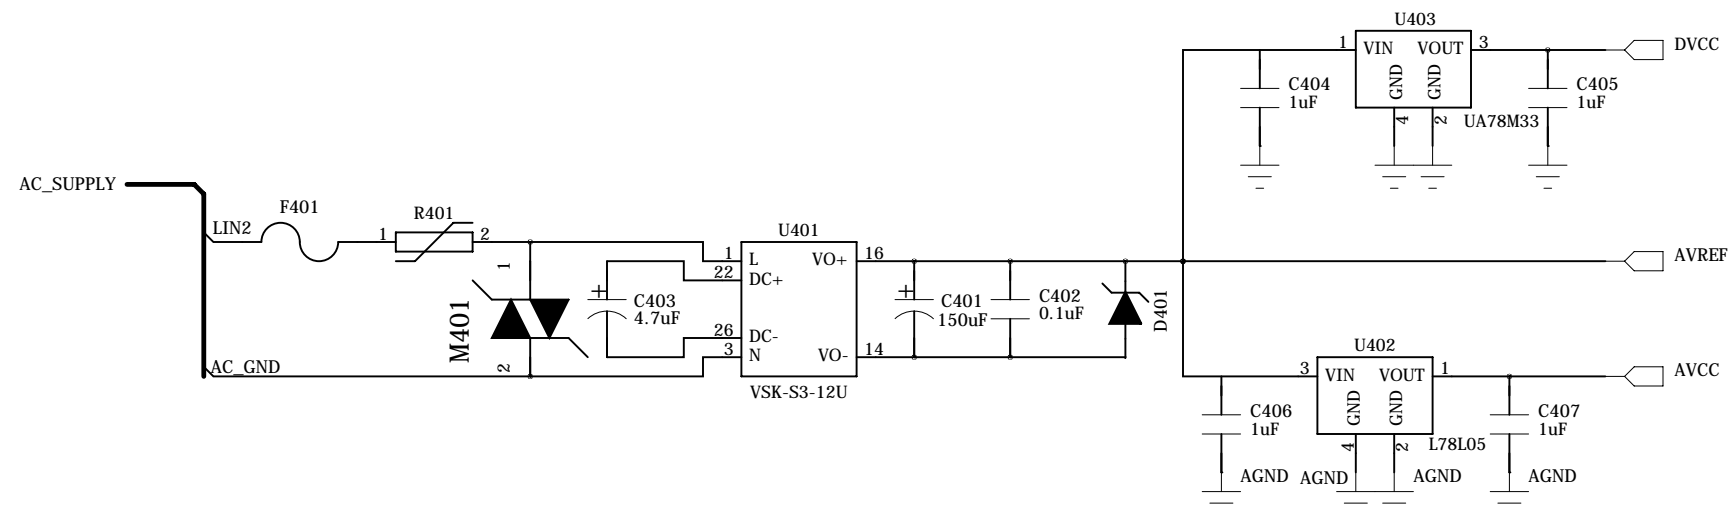 U403
1
VIN
VOUT
3
DVCC
GND
GND
C404
1uF
C405
1uF
4
2
UA78M33
AC_SUPPLY
F401
R401
LIN2
1
2
U401
1
L
VO+
16
AVREF
22
DC+
1
M401
C403
4.7uF
C401
150uF
C402
0.1uF
D401
26
DC-
3
N
VO-
14
2
AC_GND
VSK-S3-12U
U402
3
VIN
VOUT
1
AVCC
GND
GND
C406
1uF
C407
1uF
4
2
L78L05
AGND
AGND
AGND
AGND